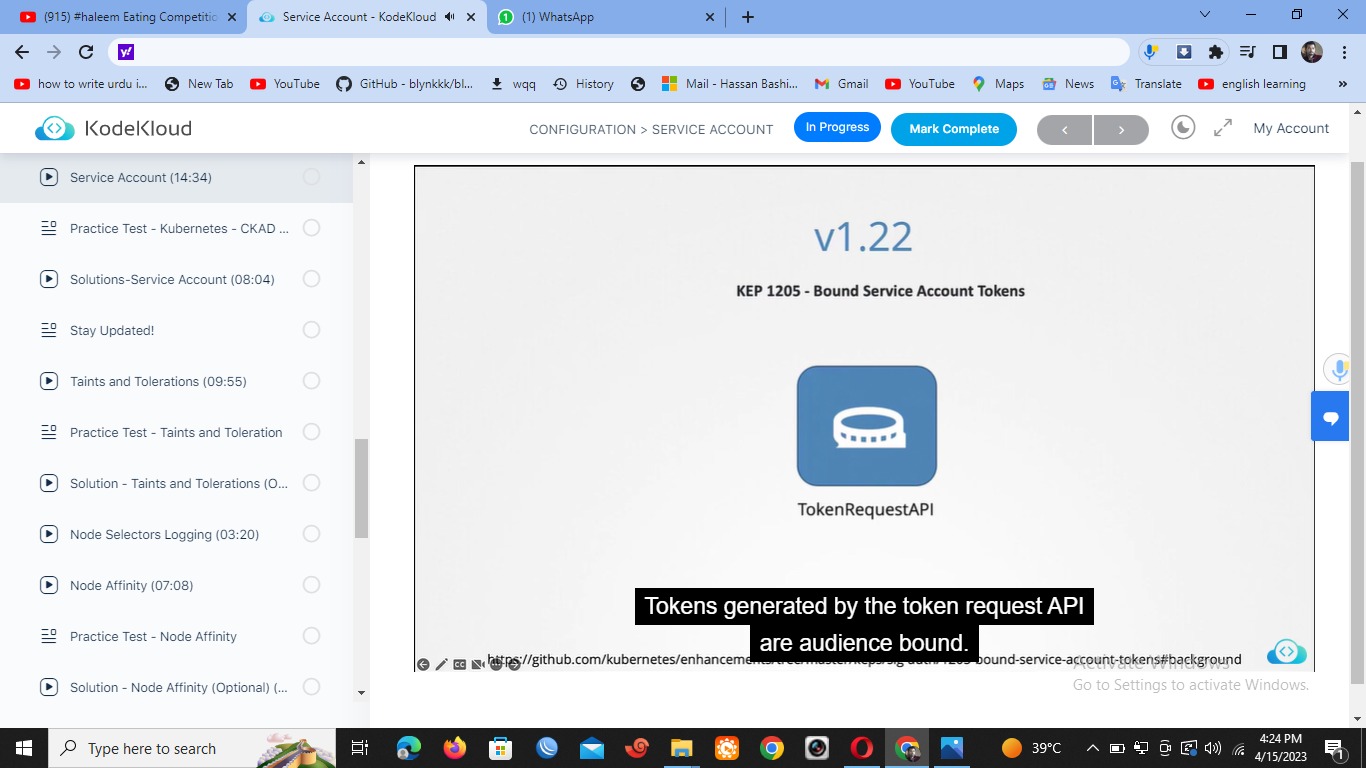 (915) #haleem Eating Competitio
Service Account - KodeKloud
(1) WhatsApp
how to write urdu i...
New Tab
YouTube
GitHub - blynkkk/bl...
wqq
History
Mail - Hassan Bashi...
Gmail
YouTube
Maps
News
Translate
english learning
»
KodeKloud
CONFIGURATION > SERVICE ACCOUNT
In Progress
Mark Complete
My Account
Service Account (14:34)
Practice Test - Kubernetes - CKAD ...
Solutions-Service Account (08:04)
Stay Updated!
Taints and Tolerations (09:55)
Practice Test - Taints and Toleration
Solution - Taints and Tolerations (O...
Node Selectors Logging (03:20)
Node Affinity (07:08)
Practice Test - Node Affinity
Solution - Node Affinity (Optional) (...
v1.22
KEP 1205 - Bound Service Account Tokens
TokenRequestAPI
Tokens generated by the token request API
are audience bound.
https://github.com/kubernetes/enhancements/tree/master/keps/sig-auth/1205-bound-service-account-tokens#background
Activate Windows
Go to Settings to activate Windows.
Type here to search
39°C
4:24 PM
4/15/2023
1